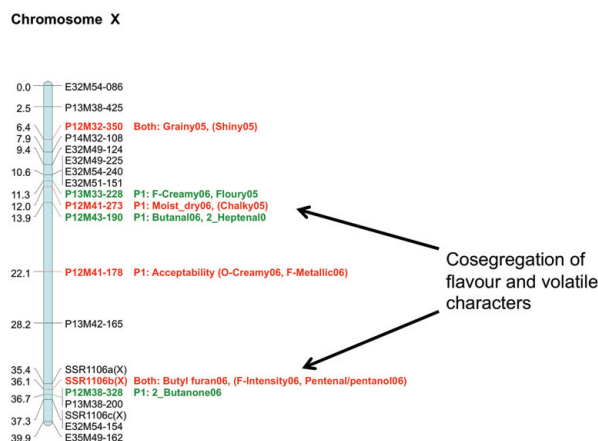 Chromosome X
0.0 E32M54-086
2.5 P13M38-425
6.4 P12M32-350 Both: Grainy05, (Shiny05)
7.9 P14M32-108
9.4 E32M49-124
E32M49-225
10.6 E32M54-240
E32M51-151
11.3 P13M33-228 P1: F-Creamy06, Floury05
12.0 P12M41-273 P1: Moist_dry06, (Chalky05)
13.9 P12M43-190 P1: Butanal06, 2_Heptenal0
22.1 P12M41-178 P1: Acceptability (O-Creamy06, F-Metallic06)
Cosegregation of
flavour and volatile
characters
28.2 P13M42-165
35.4 SSR1106a(X)
36.1 SSR1106b(X) Both: Butyl furan06, (F-Intensity06, Pentenal/pentanol06)
36.7 P12M38-328 P1: 2_Butanone06
P13M38-200
37.3 SSR1106c(X)
E32M54-154
39.9 E35M49-162